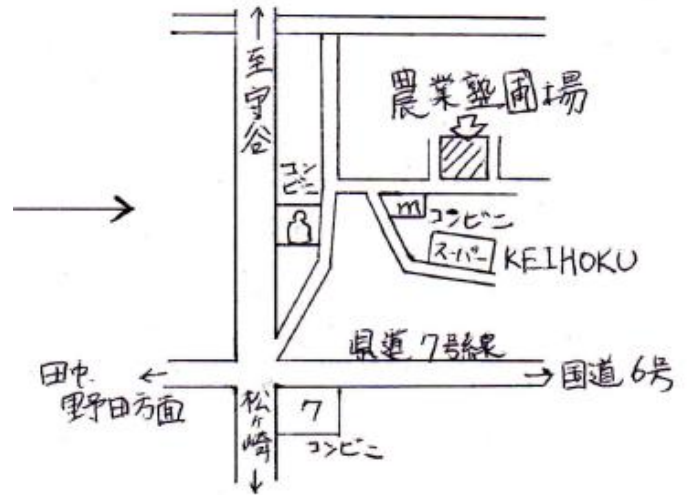 至守谷
農業塾圃場
コン
ビニ
m
コンビニ
スーパー
KEIHOKU
県道7号線
田中
野田方面
国道6号
松ヶ崎
7
コンビニ